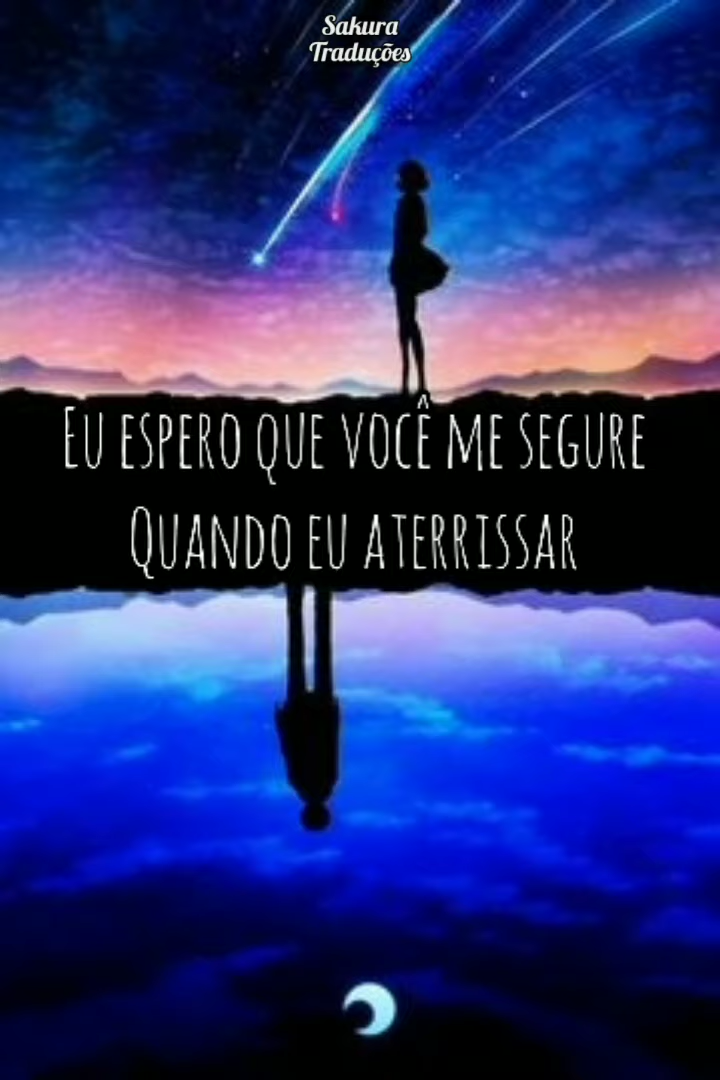 Sakura
Traduções
Eu espero que você me segure
Quando eu aterrissar